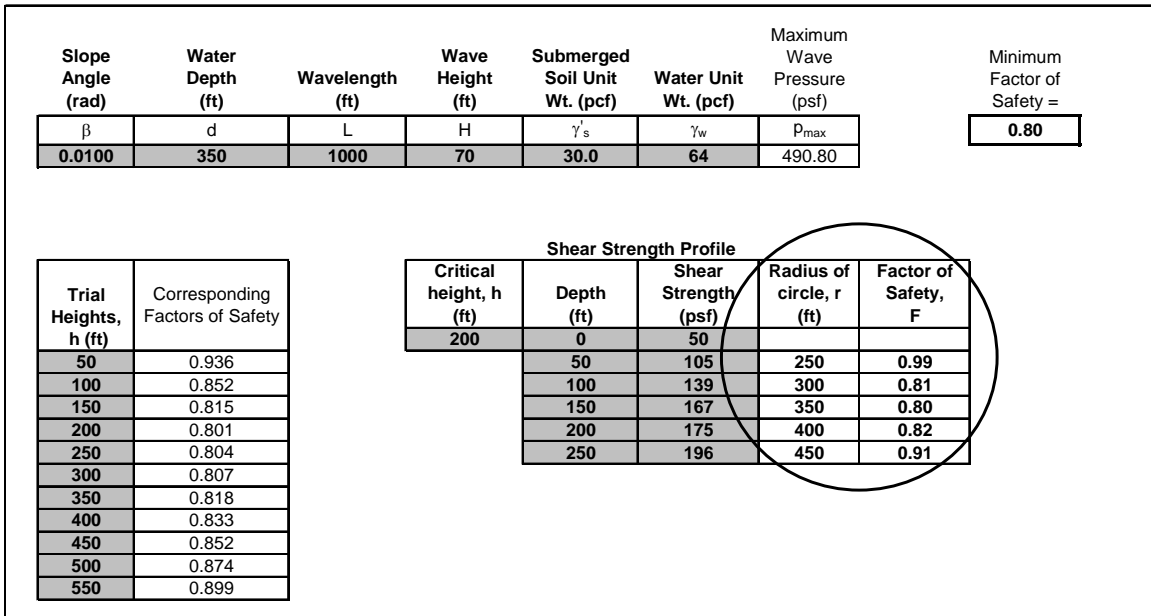 Slope Angle (rad) Water Depth (ft) Wavelength (ft) Wave Height (ft) Submerged Soil Unit Wt. (pcf) Water Unit Wt. (pcf) Maximum Wave Pressure (psf)
β d L H γ's γw pmax
0.0100 350 1000 70 30.0 64 490.80
Minimum
Factor of
Safety =
0.80
Trial Heights, h (ft) Corresponding Factors of Safety
50 0.936
100 0.852
150 0.815
200 0.801
250 0.804
300 0.807
350 0.818
400 0.833
450 0.852
500 0.874
550 0.899
Shear Strength Profile
Critical height, h (ft) Depth (ft) Shear Strength (psf) Radius of circle, r (ft) Factor of Safety, F
200 0 50
50 105 250 0.99
100 139 300 0.81
150 167 350 0.80
200 175 400 0.82
250 196 450 0.91